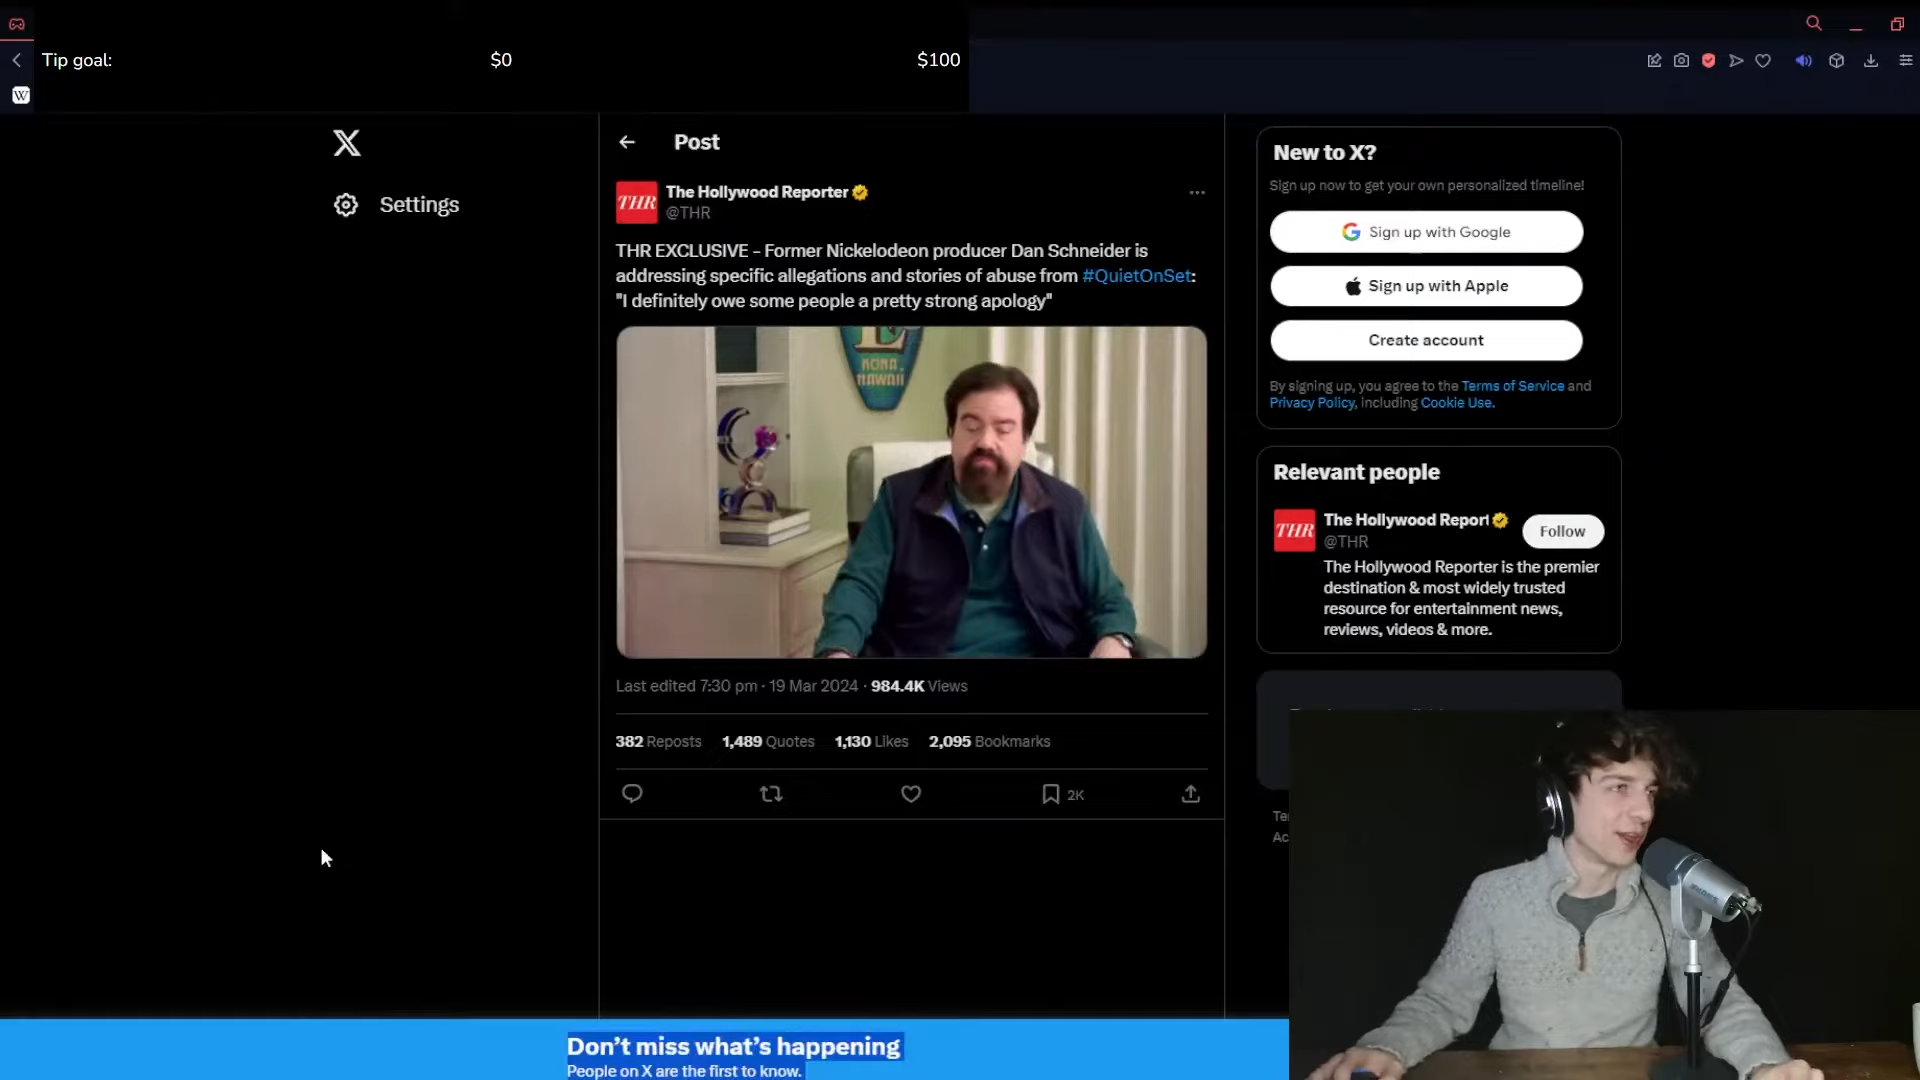 Tip goal: $0 $100
W
Post
Settings
THR
The Hollywood Reporter
@THR
THR EXCLUSIVE - Former Nickelodeon producer Dan Schneider is
addressing specific allegations and stories of abuse from #QuietOnSet:
"I definitely owe some people a pretty strong apology"
KONA,
HAWAII
Last edited 7:30 pm · 19 Mar 2024 · 984.4K Views
382 Reposts 1,489 Quotes 1,130 Likes 2,095 Bookmarks
2K
New to X?
Sign up now to get your own personalized timeline!
Sign up with Google
Sign up with Apple
Create account
By signing up, you agree to the Terms of Service and
Privacy Policy, including Cookie Use.
Relevant people
THR
The Hollywood Report
@THR
Follow
The Hollywood Reporter is the premier
destination & most widely trusted
resource for entertainment news,
reviews, videos & more.
Don't miss what's happening
People on X are the first to know.